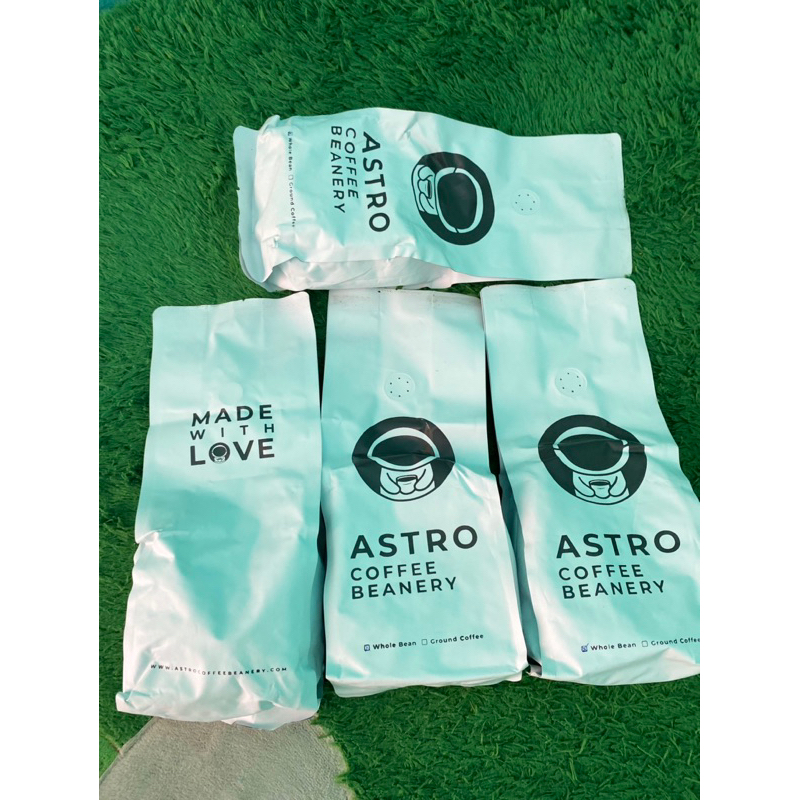 ASTRO
COFFEE
BEANERY
Whole Bean Ground Coffee
MADE
WITH
LOVE
WWW.ASTROCOFFEEBEANERY.COM
ASTRO
COFFEE
BEANERY
Whole Bean Ground Coffee
ASTRO
COFFEE
BEANERY
Whole Bean Ground Coffee